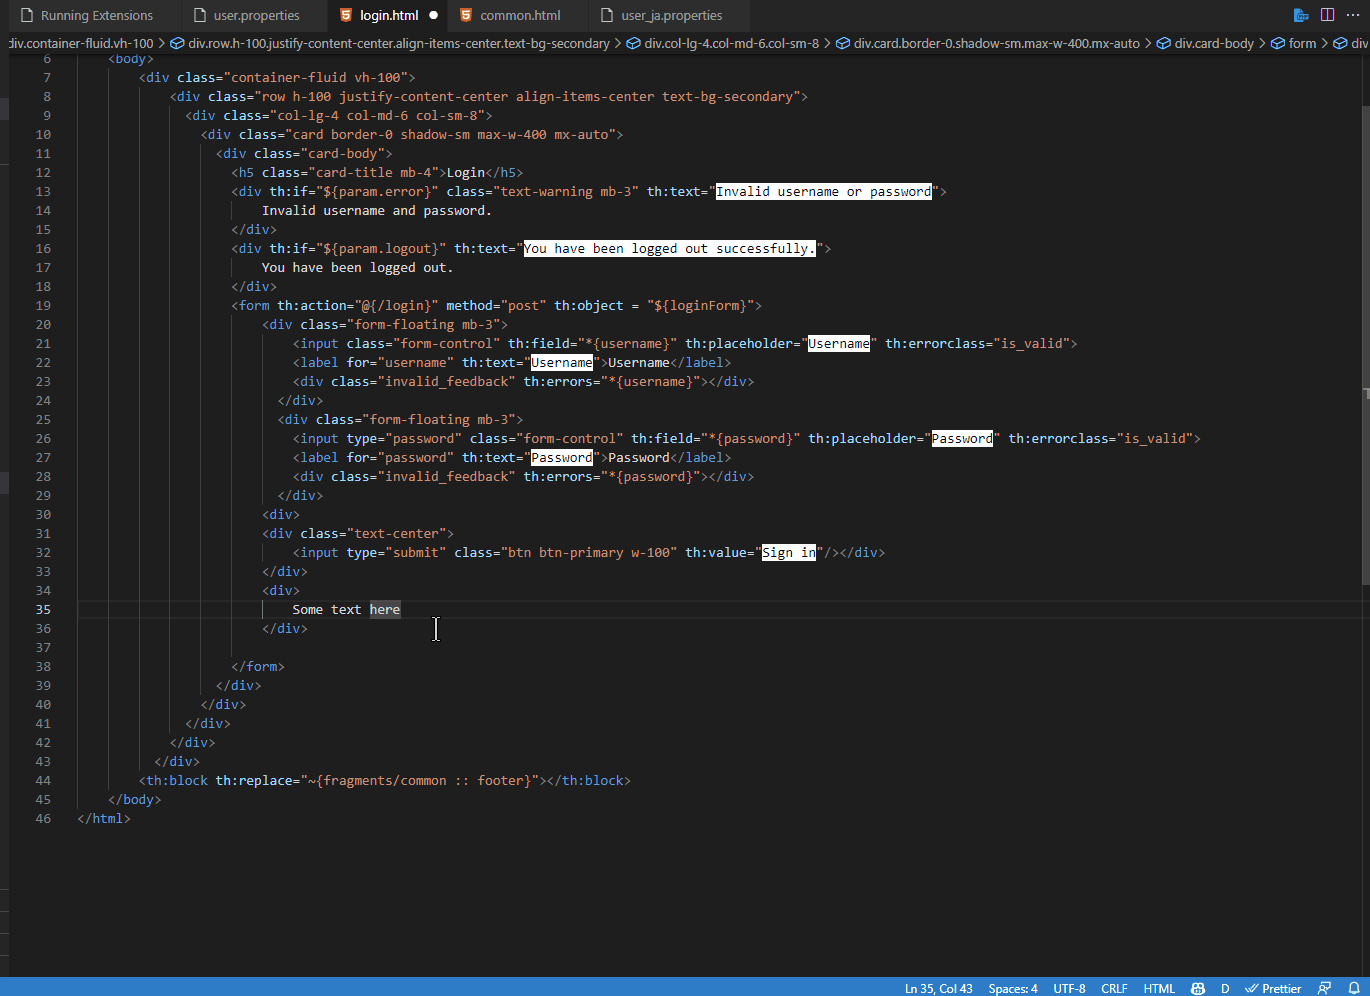 Running Extensions user.properties login.html common.html user_ja.properties
div.container-fluid.vh-100 > div.row.h-100.justify-content-center.align-items-center.text-bg-secondary > div.col-lg-4.col-md-6.col-sm-8 > div.card.border-0.shadow-sm.max-w-400.mx-auto > div.card-body > form > div
6 <body>
7 <div class="container-fluid vh-100">
8 <div class="row h-100 justify-content-center align-items-center text-bg-secondary">
9 <div class="col-lg-4 col-md-6 col-sm-8">
10 <div class="card border-0 shadow-sm max-w-400 mx-auto">
11 <div class="card-body">
12 <h5 class="card-title mb-4">Login</h5>
13 <div th:if="${param.error}" class="text-warning mb-3" th:text="Invalid username or password">
14 Invalid username and password.
15 </div>
16 <div th:if="${param.logout}" th:text="You have been logged out successfully.">
17 You have been logged out.
18 </div>
19 <form th:action="@{/login}" method="post" th:object = "${loginForm}">
20 <div class="form-floating mb-3">
21 <input class="form-control" th:field="*{username}" th:placeholder="Username" th:errorclass="is_valid">
22 <label for="username" th:text="Username">Username</label>
23 <div class="invalid_feedback" th:errors="*{username}"></div>
24 </div>
25 <div class="form-floating mb-3">
26 <input type="password" class="form-control" th:field="*{password}" th:placeholder="Password" th:errorclass="is_valid">
27 <label for="password" th:text="Password">Password</label>
28 <div class="invalid_feedback" th:errors="*{password}"></div>
29 </div>
30 <div>
31 <div class="text-center">
32 <input type="submit" class="btn btn-primary w-100" th:value="Sign in"/></div>
33 </div>
34 <div>
35 Some text here
36 </div>
37
38 </form>
39 </div>
40 </div>
41 </div>
42 </div>
43 </div>
44 <th:block th:replace="~{fragments/common :: footer}"></th:block>
45 </body>
46 </html>
Ln 35, Col 43 Spaces: 4 UTF-8 CRLF HTML D Prettier